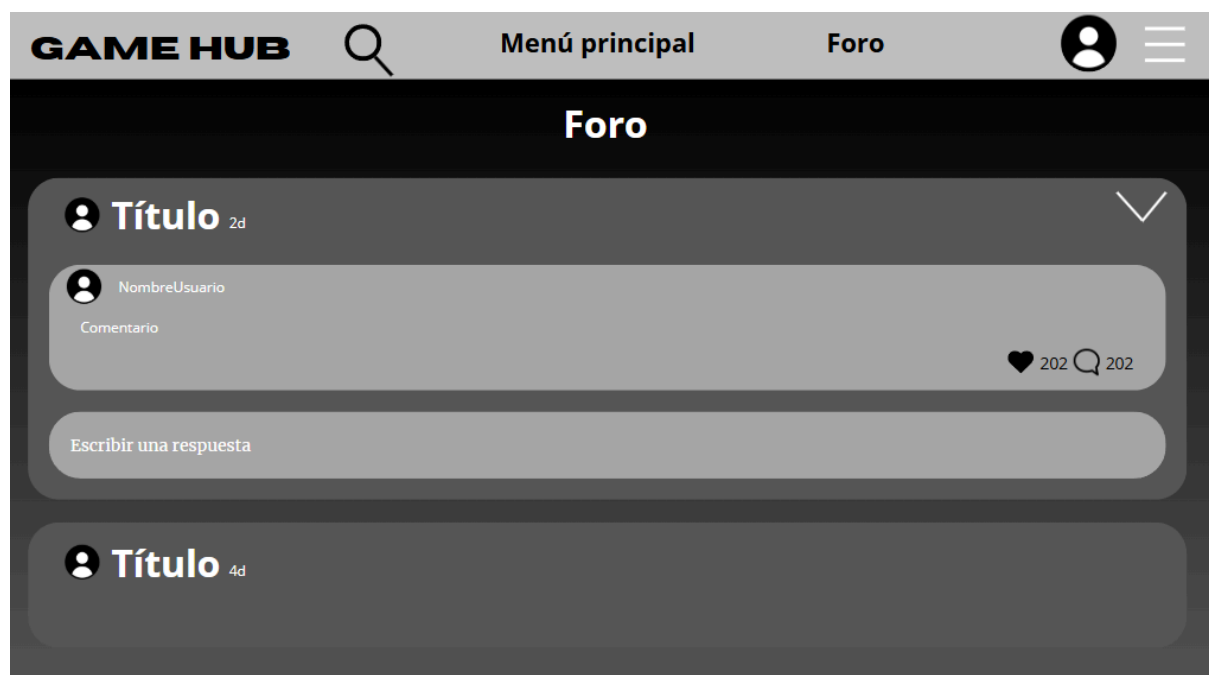 GAME HUB Menú principal Foro
Foro
Título 2d
NombreUsuario
Comentario
202 202
Escribir una respuesta
Título 4d